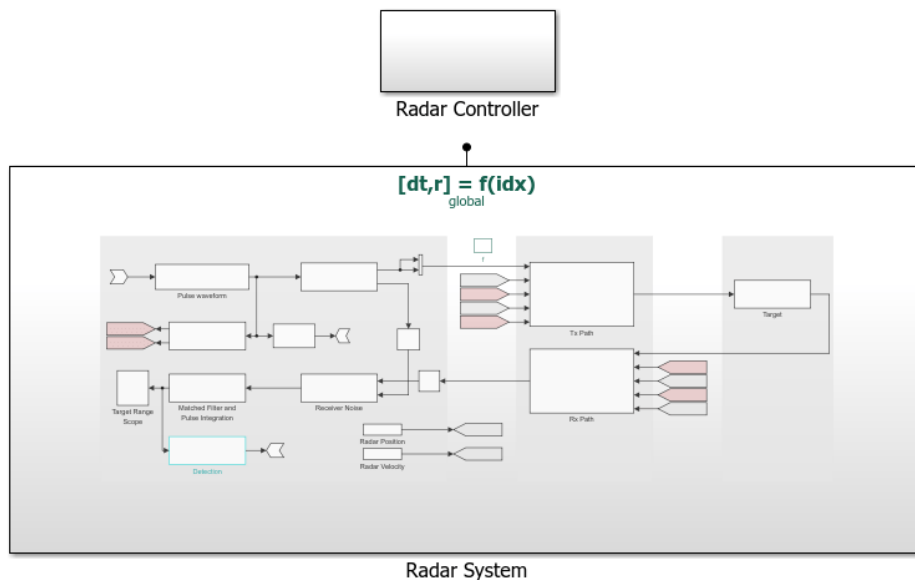 Radar Controller
[dt,r] = f(idx)
global
f
Pulse waveform
Tx Path
Target
Target Range
Scope
Matched Filter and
Pulse Integration
Receiver Noise
Rx Path
Radar Position
Radar Velocity
Detection
Radar System